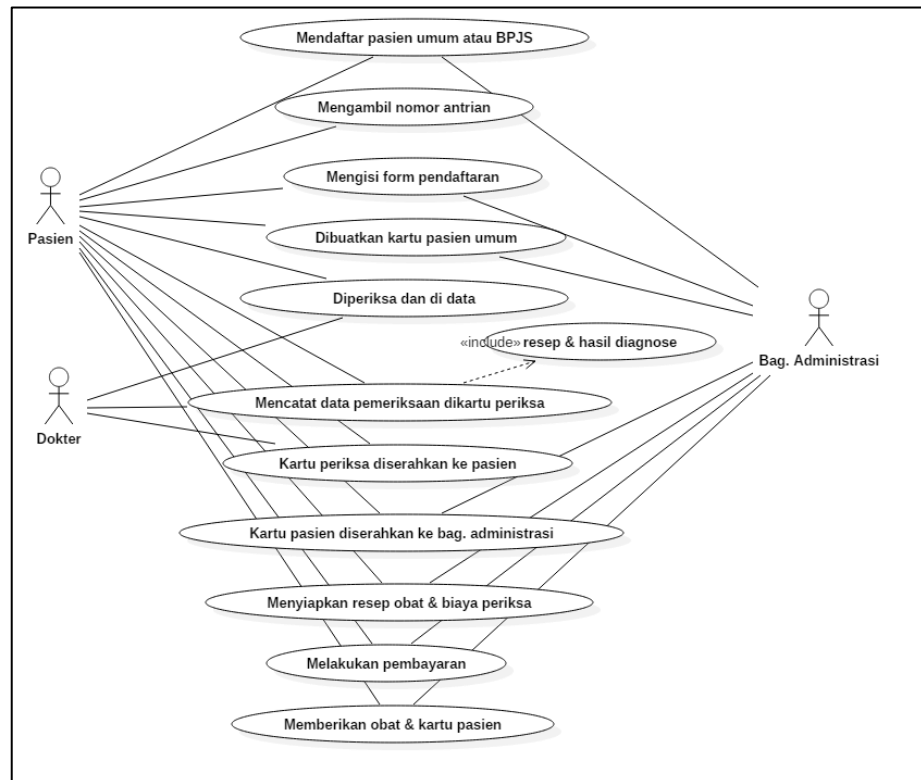 Mendaftar pasien umum atau BPJS
Mengambil nomor antrian
Mengisi form pendaftaran
Pasien
Dibuatkan kartu pasien umum
Diperiksa dan di data
«include» resep & hasil diagnose
Bag. Administrasi
Mencatat data pemeriksaan dikartu periksa
Dokter
Kartu periksa diserahkan ke pasien
Kartu pasien diserahkan ke bag. administrasi
Menyiapkan resep obat & biaya periksa
Melakukan pembayaran
Memberikan obat & kartu pasien